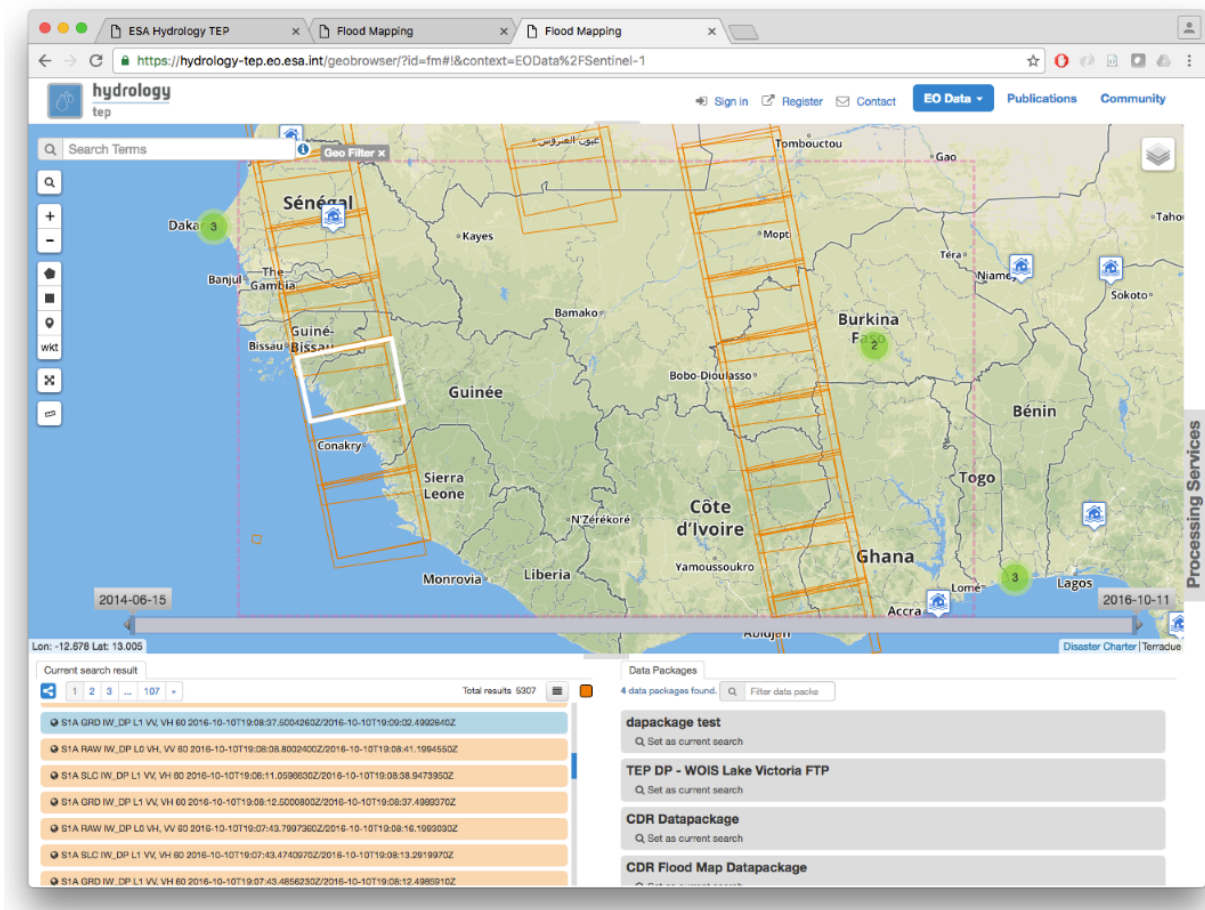 ESA Hydrology TEP
Flood Mapping
Flood Mapping
https://hydrology-tep.eo.esa.int/geobrowser/?id=fm#!&context=EOData%2FSentinel-1
hydrology
tep
Sign in
Register
Contact
EO Data
Publications
Community
Search Terms
Geo Filter ×
عيون العتروس
Tombouctou
Gao
Sénégal
Dakar
3
Kayes
Mopti
Tahou
Téra
Banjul
The
Gambia
Niamey
Sokoto
Bamako
Burkina
Faso
2
Guiné-
Bissau
Bissau
wkt
Bobo-Dioulasso
Guinée
Bénin
Conakry
Sierra
Leone
Togo
Côte
d'Ivoire
N'Zérékoré
Processing Services
Yamoussoukro
Ghana
Monrovia
Liberia
Lomé
3
Lagos
2014-06-15
2016-10-11
Accra
Abidjan
Lon: -12.678 Lat: 13.005
Disaster Charter | Terradue
Current search result
1 2 3 ... 107 »
Total results 5307
S1A GRD IW_DP L1 VV, VH 60 2016-10-10T19:08:37.5004260Z/2016-10-10T19:09:02.4992840Z
S1A RAW IW_DP L0 VH, VV 60 2016-10-10T19:08:08.8002400Z/2016-10-10T19:08:41.1994550Z
S1A SLC IW_DP L1 VV, VH 60 2016-10-10T19:08:11.0596630Z/2016-10-10T19:08:38.9473950Z
S1A GRD IW_DP L1 VV, VH 60 2016-10-10T19:08:12.5000800Z/2016-10-10T19:08:37.4989370Z
S1A RAW IW_DP L0 VH, VV 60 2016-10-10T19:07:43.7997360Z/2016-10-10T19:08:16.1993030Z
S1A SLC IW_DP L1 VV, VH 60 2016-10-10T19:07:43.4740970Z/2016-10-10T19:08:13.2919970Z
S1A GRD IW_DP L1 VV, VH 60 2016-10-10T19:07:43.4856230Z/2016-10-10T19:08:12.4985910Z
Data Packages
4 data packages found.
Filter data packa
dapackage test
Set as current search
TEP DP - WOIS Lake Victoria FTP
Set as current search
CDR Datapackage
Set as current search
CDR Flood Map Datapackage
Set as current search